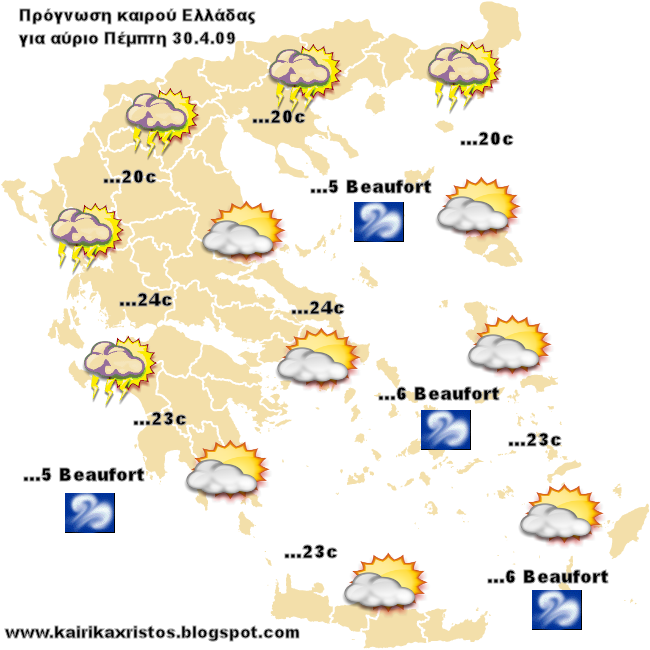 Πρόγνωση καιρού Ελλάδας
για αύριο Πέμπτη 30.4.09
...20c
...20c
...20c
...5 Beaufort
...24c
...24c
...6 Beaufort
...23c
...23c
...5 Beaufort
...23c
...6 Beaufort
www.kairikaxristos.blogspot.com